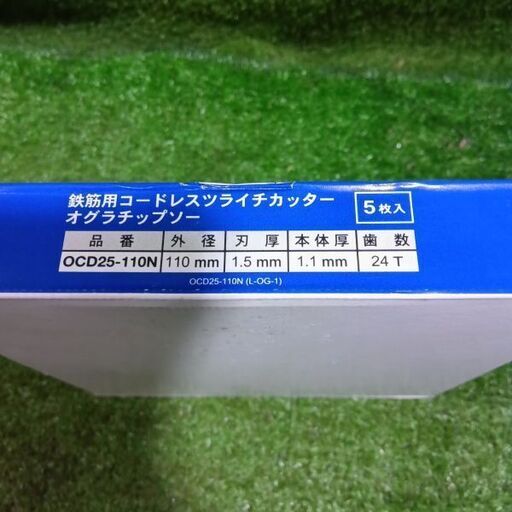 鉄筋用コードレスツライチカッター
オグラチップソー
5枚入
品番 外径 刃厚 本体厚 歯数
OCD25-110N 110 mm 1.5 mm 1.1 mm 24 T
OCD25-110N (L-OG-1)